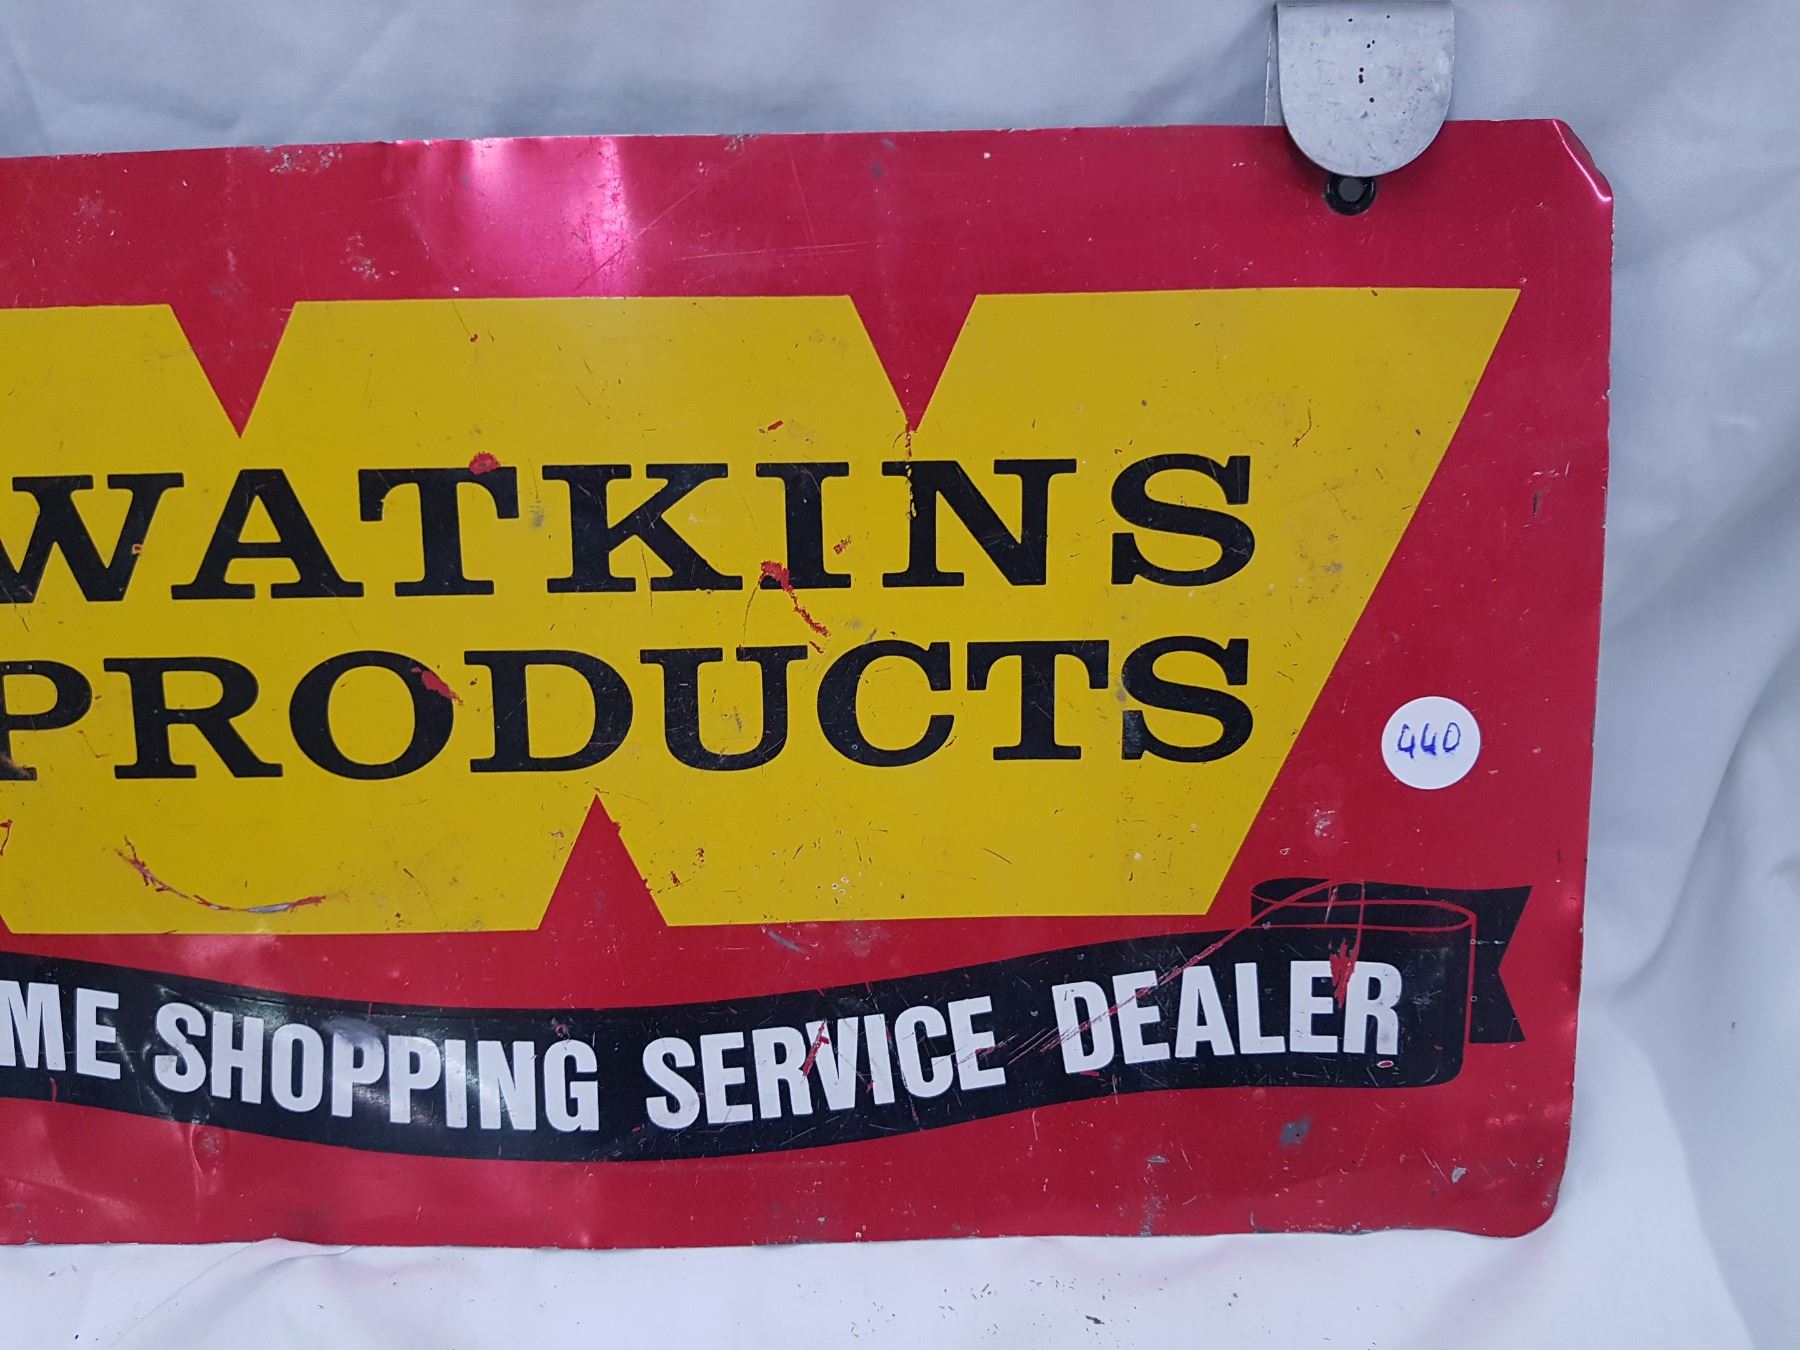 WATKINS
PRODUCTS
440
ME SHOPPING SERVICE DEALER